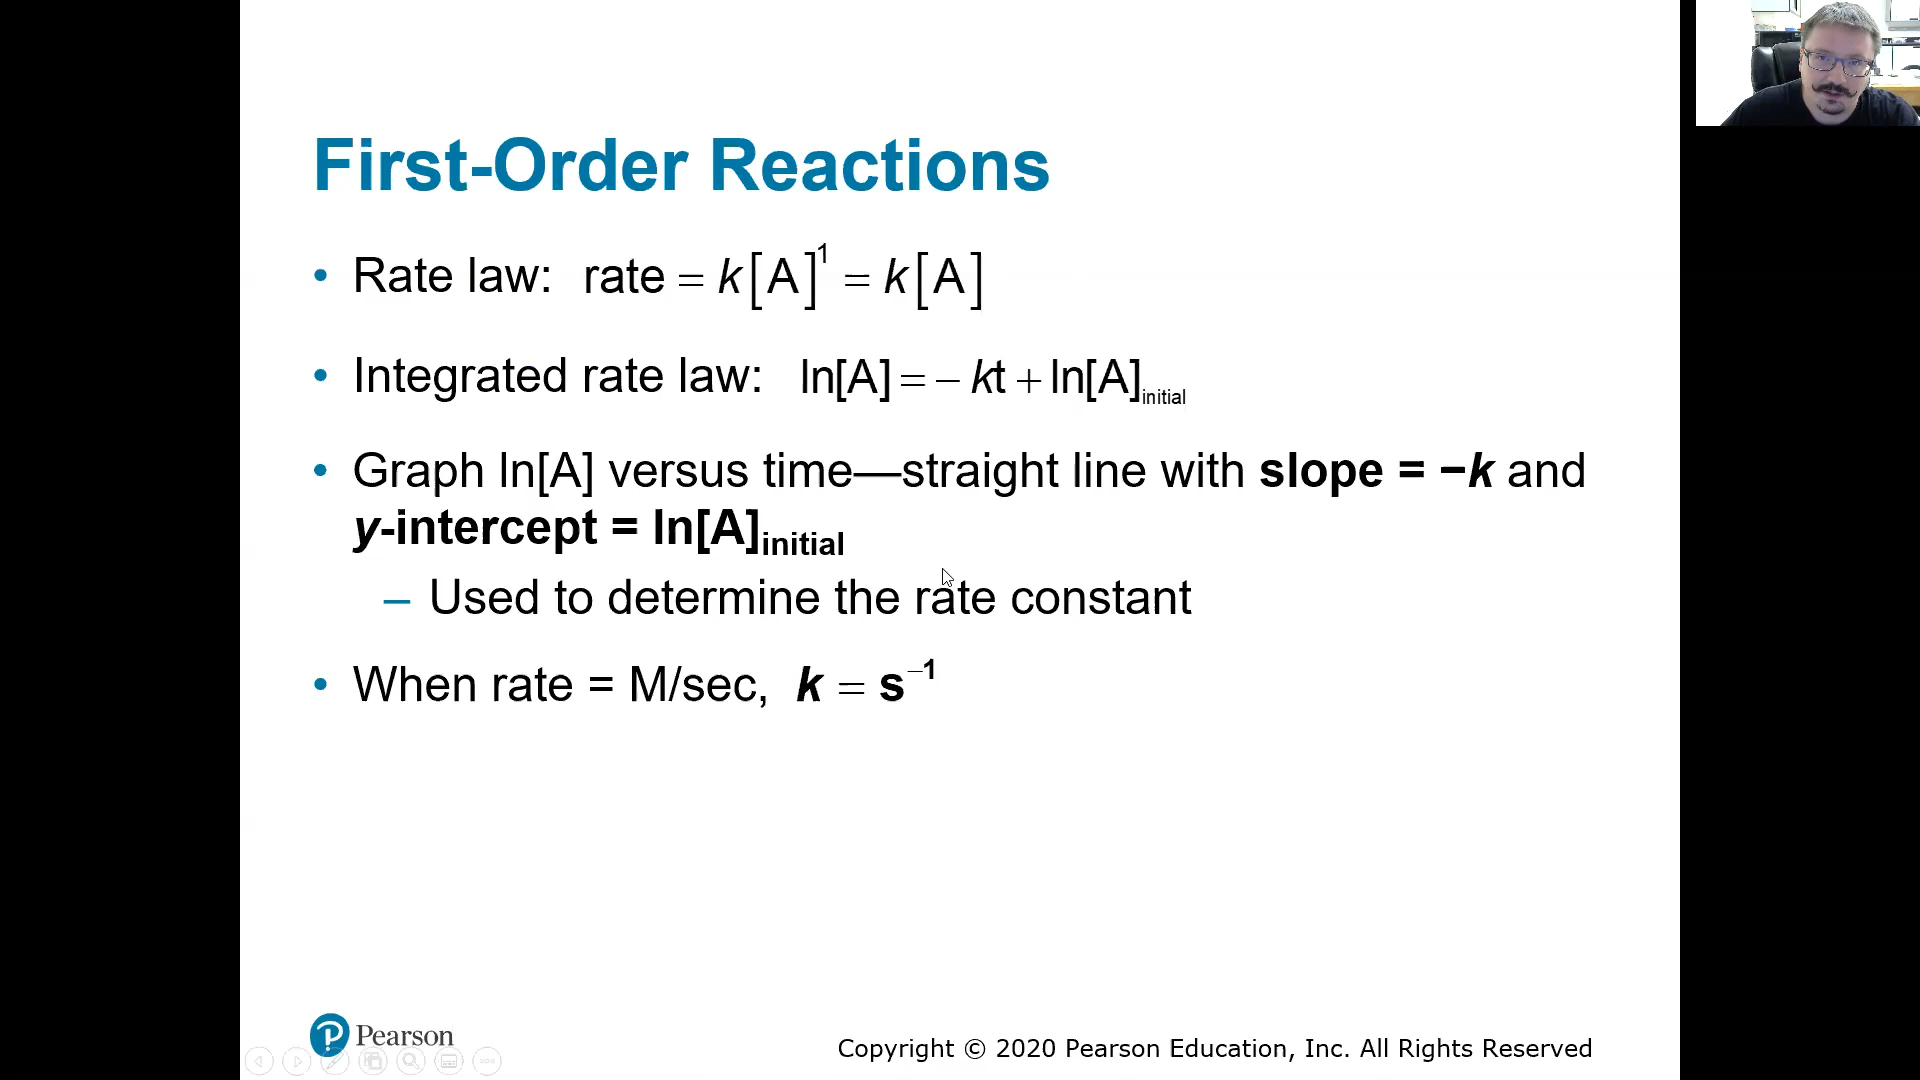 First-Order Reactions
• Rate law: rate = k[A]¹ = k[A]
• Integrated rate law: ln[A] = − kt + ln[A]initial
• Graph ln[A] versus time—straight line with slope = −k and
y-intercept = ln[A]initial
– Used to determine the rate constant
• When rate = M/sec, k = s⁻¹
Pearson
Copyright © 2020 Pearson Education, Inc. All Rights Reserved